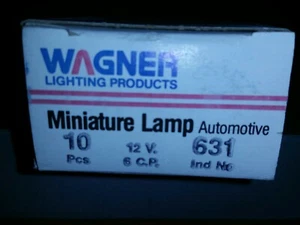 WAGNER
LIGHTING PRODUCTS
Miniature Lamp Automotive
10 12 V. 631
Pcs 6 C.P. Ind No